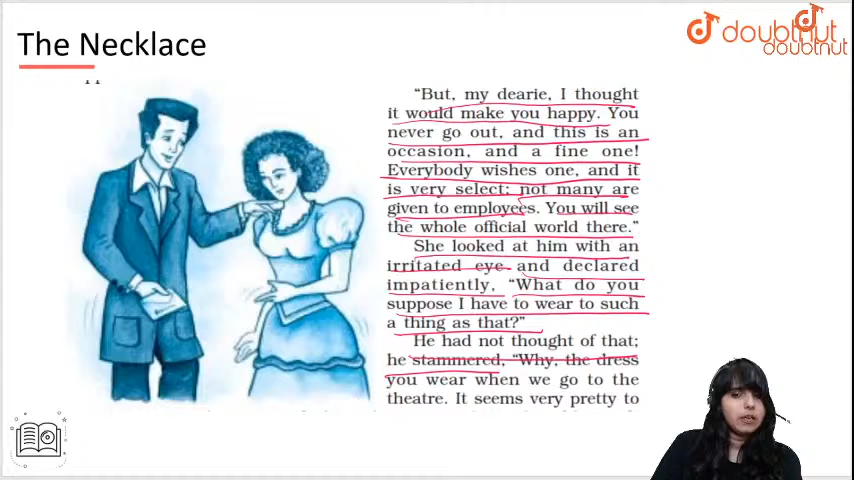 The Necklace
doubtnut
doubtnut
"But, my dearie, I thought
it would make you happy. You
never go out, and this is an
occasion, and a fine one!
Everybody wishes one, and it
is very select; not many are
given to employees. You will see
the whole official world there."
She looked at him with an
irritated eye and declared
impatiently, "What do you
suppose I have to wear to such
a thing as that?"
He had not thought of that;
he stammered, "Why, the dress
you wear when we go to the
theatre. It seems very pretty to